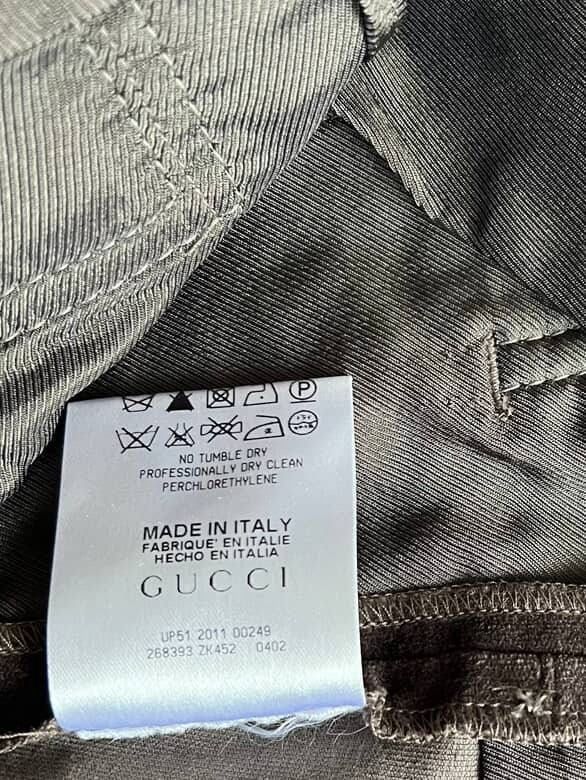 P
NO TUMBLE DRY
PROFESSIONALLY DRY CLEAN
PERCHLORETHYLENE
MADE IN ITALY
FABRIQUE' EN ITALIE
HECHO EN ITALIA
GUCCI
UP51 2011 00249
268393 ZK452 0402